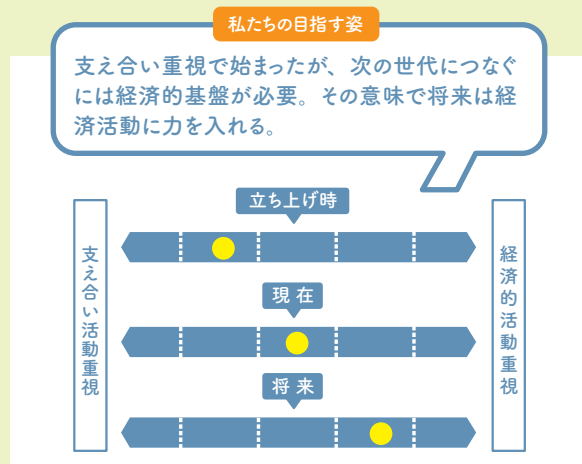 私たちの目指す姿
支え合い重視で始まったが、次の世代につなぐ
には経済的基盤が必要。その意味で将来は経
済活動に力を入れる。
立ち上げ時
支え合い活動重視
経済的活動重視
現在
将来